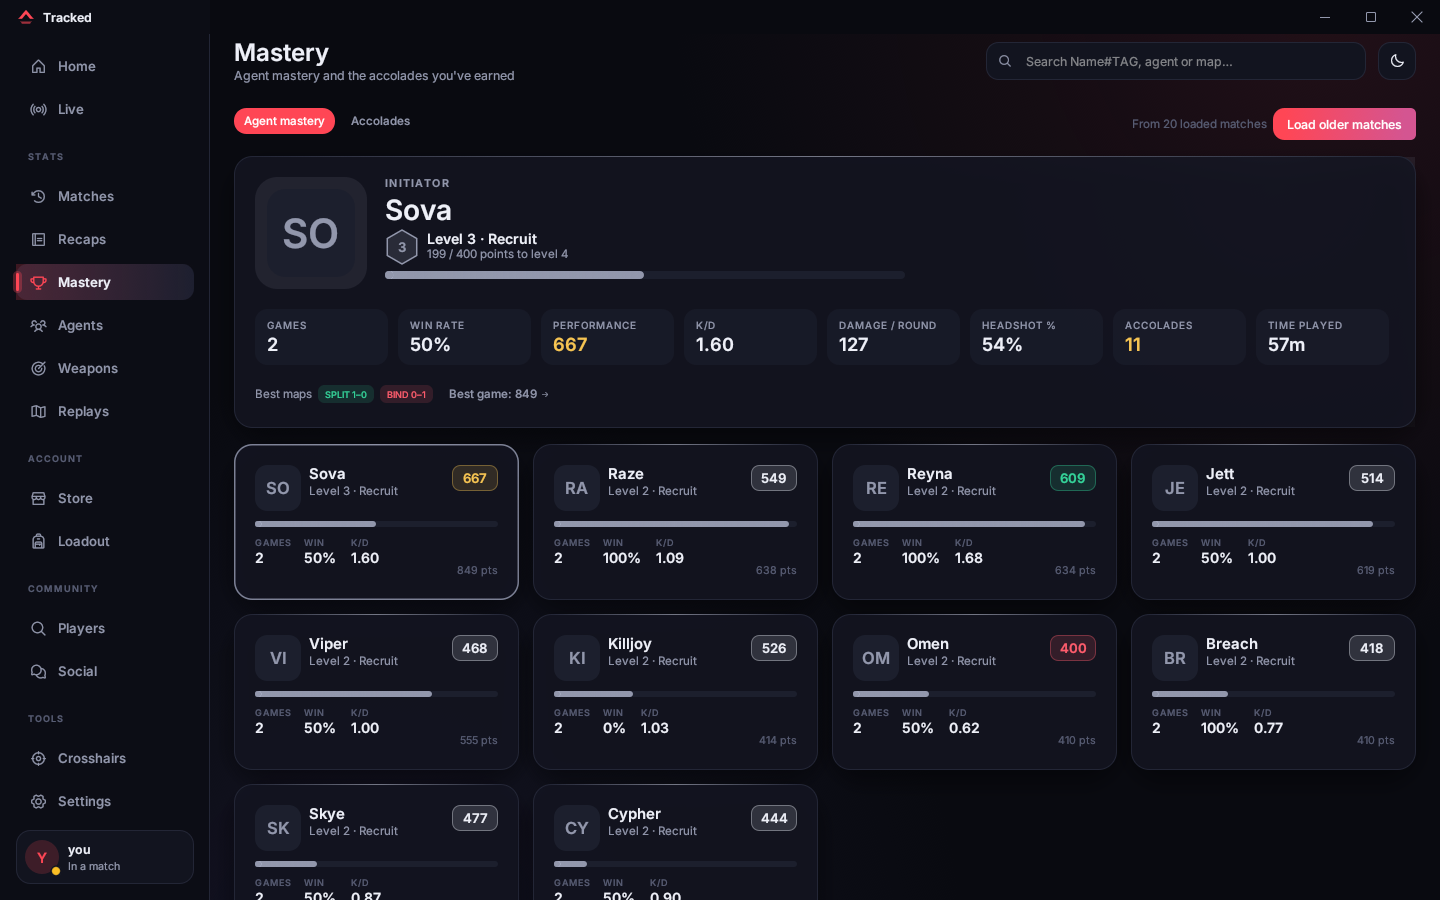 Tracked
Home
Live
STATS
Matches
Recaps
Mastery
Agents
Weapons
Replays
ACCOUNT
Store
Loadout
COMMUNITY
Players
Social
TOOLS
Crosshairs
Settings
Y
you
In a match
Mastery
Agent mastery and the accolades you've earned
Search Name#TAG, agent or map...
Agent mastery Accolades
From 20 loaded matches Load older matches
SO
INITIATOR
Sova
3
Level 3 · Recruit
199 / 400 points to level 4
GAMES WIN RATE PERFORMANCE K/D DAMAGE / ROUND HEADSHOT % ACCOLADES TIME PLAYED
2 50% 667 1.60 127 54% 11 57m
Best maps SPLIT 1–0 BIND 0–1 Best game: 849 →
SO
Sova
Level 3 · Recruit
667
GAMES WIN K/D
2 50% 1.60
849 pts
RA
Raze
Level 2 · Recruit
549
GAMES WIN K/D
2 100% 1.09
638 pts
RE
Reyna
Level 2 · Recruit
609
GAMES WIN K/D
2 100% 1.68
634 pts
JE
Jett
Level 2 · Recruit
514
GAMES WIN K/D
2 50% 1.00
619 pts
VI
Viper
Level 2 · Recruit
468
GAMES WIN K/D
2 50% 1.00
555 pts
KI
Killjoy
Level 2 · Recruit
526
GAMES WIN K/D
2 0% 1.03
414 pts
OM
Omen
Level 2 · Recruit
400
GAMES WIN K/D
2 50% 0.62
410 pts
BR
Breach
Level 2 · Recruit
418
GAMES WIN K/D
2 100% 0.77
410 pts
SK
Skye
Level 2 · Recruit
477
GAMES WIN K/D
2 50% 0.87
CY
Cypher
Level 2 · Recruit
444
GAMES WIN K/D
2 50% 0.90